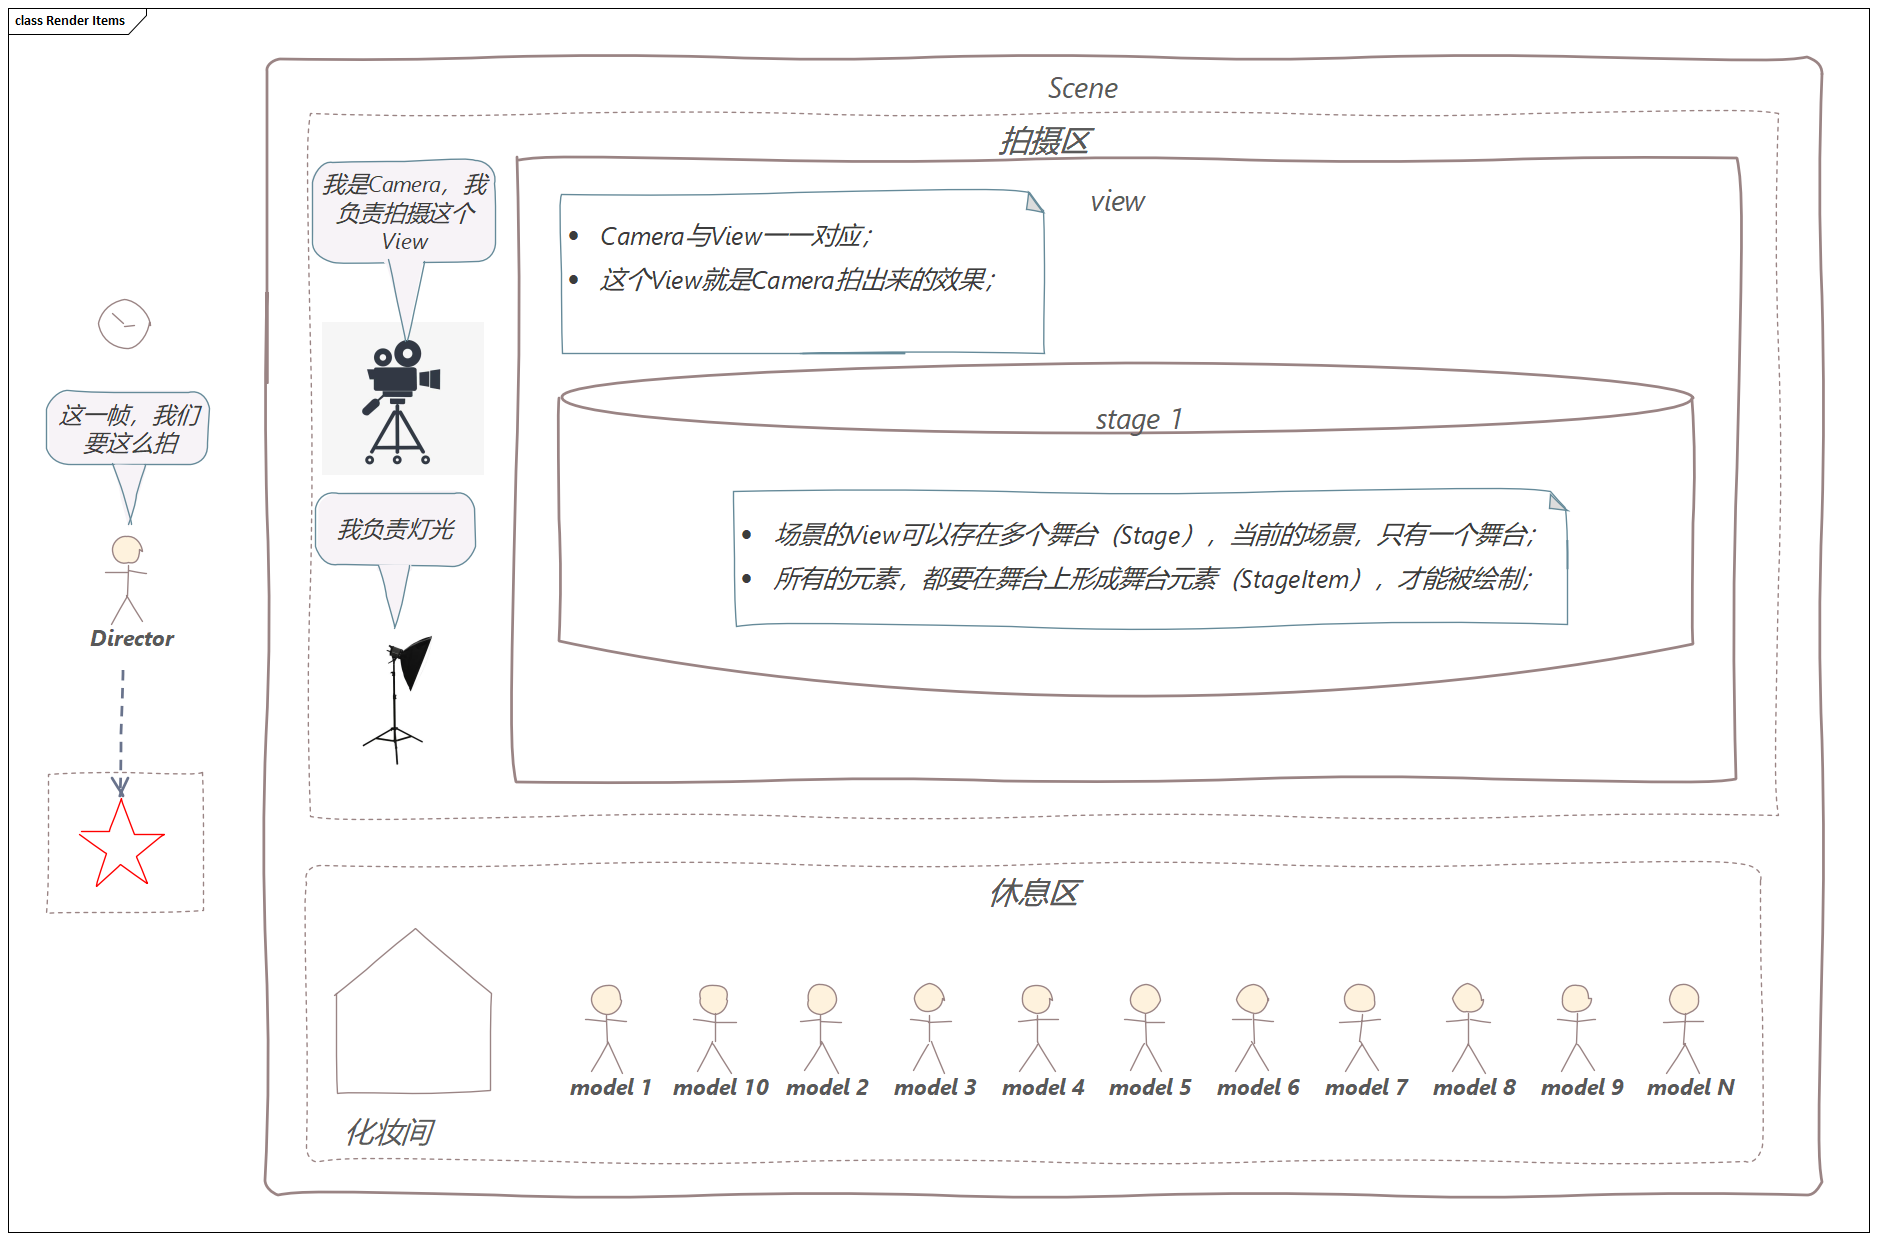 class Render Items
Scene
拍摄区
我是Camera，我
负责拍摄这个
View
view
• Camera与View一一对应；
• 这个View就是Camera拍出来的效果；
这一帧，我们
要这么拍
stage 1
我负责灯光
• 场景的View可以存在多个舞台（Stage），当前的场景，只有一个舞台；
• 所有的元素，都要在舞台上形成舞台元素（StageItem），才能被绘制；
Director
休息区
model 1 model 10 model 2 model 3 model 4 model 5 model 6 model 7 model 8 model 9 model N
化妆间